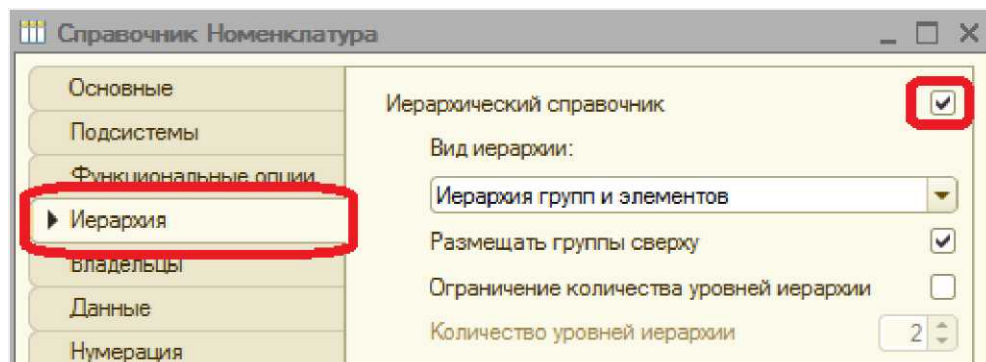 Справочник Номенклатура
Основные
Подсистемы
Функциональные опции
Иерархия
Владельцы
Данные
Нумерация
Иерархический справочник
Вид иерархии:
Иерархия групп и элементов
Размещать группы сверху
Ограничение количества уровней иерархии
Количество уровней иерархии 2